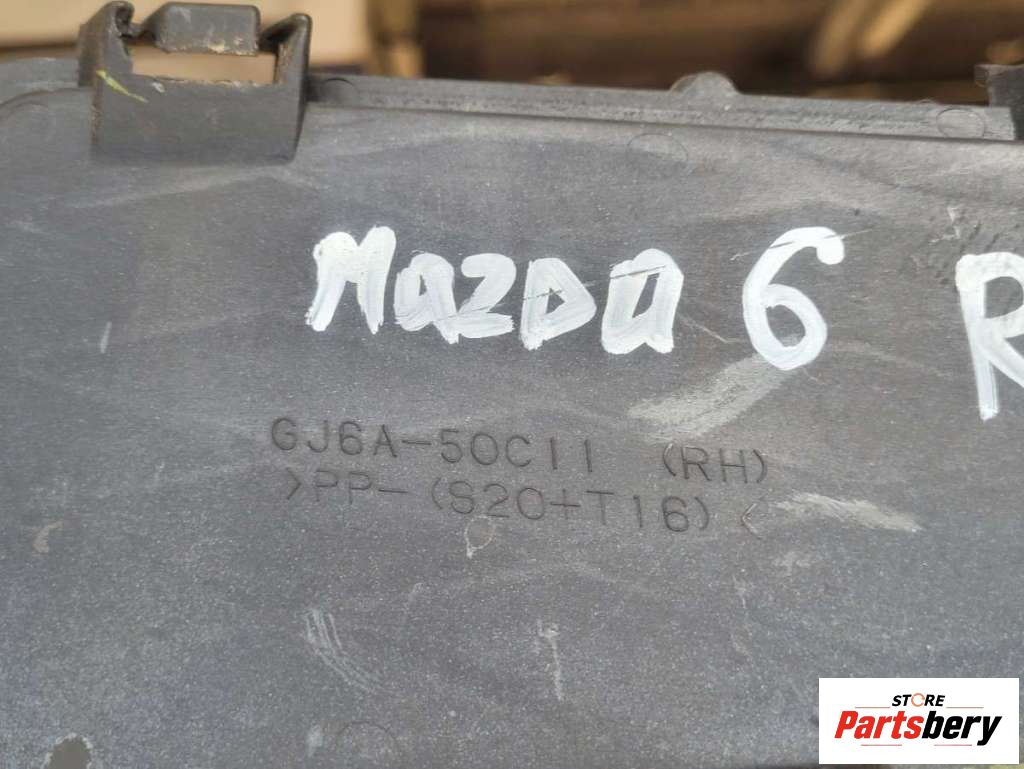 Mazda 6 R
GJ6A-50C11 (RH)
>PP-(S20+T16)<
STORE
Partsbery